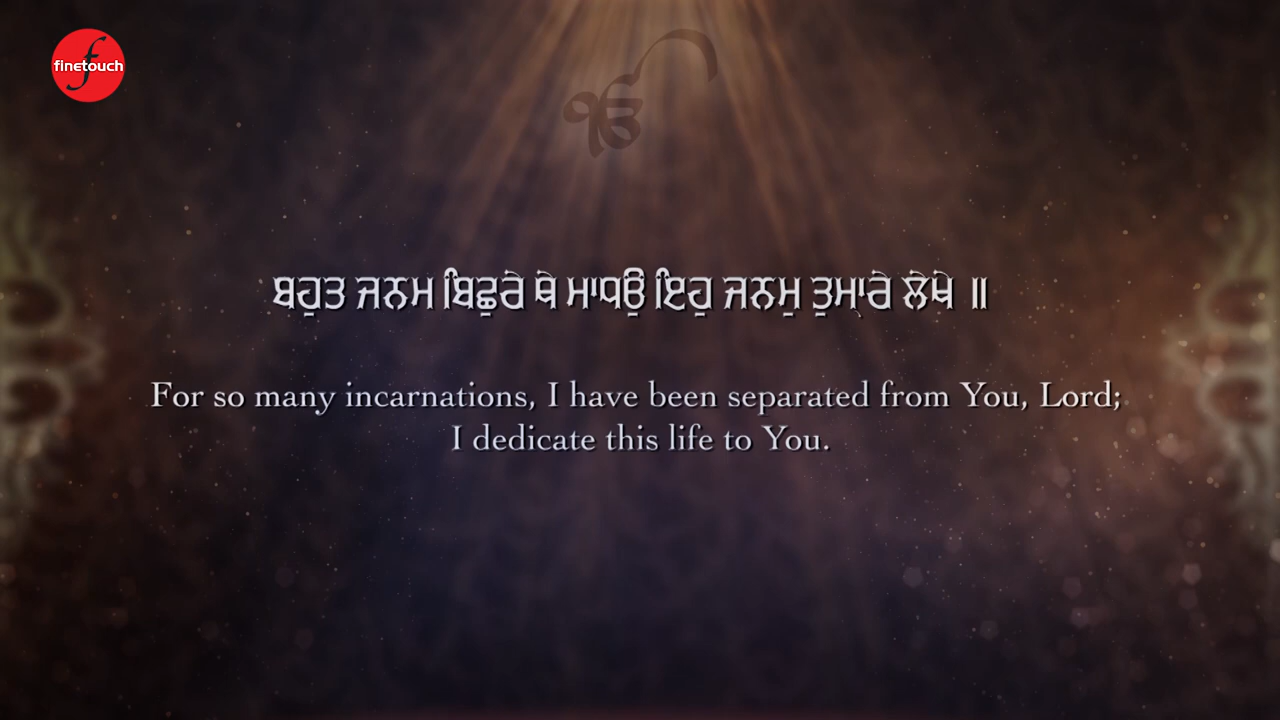 finetouch
ੴ
ਬਹੁਤ ਜਨਮ ਬਿਛੁਰੇ ਥੇ ਮਾਧਉ ਇਹੁ ਜਨਮੁ ਤੁਮ੍ਹਾਰੇ ਲੇਖੇ ॥
For so many incarnations, I have been separated from You, Lord;
I dedicate this life to You.